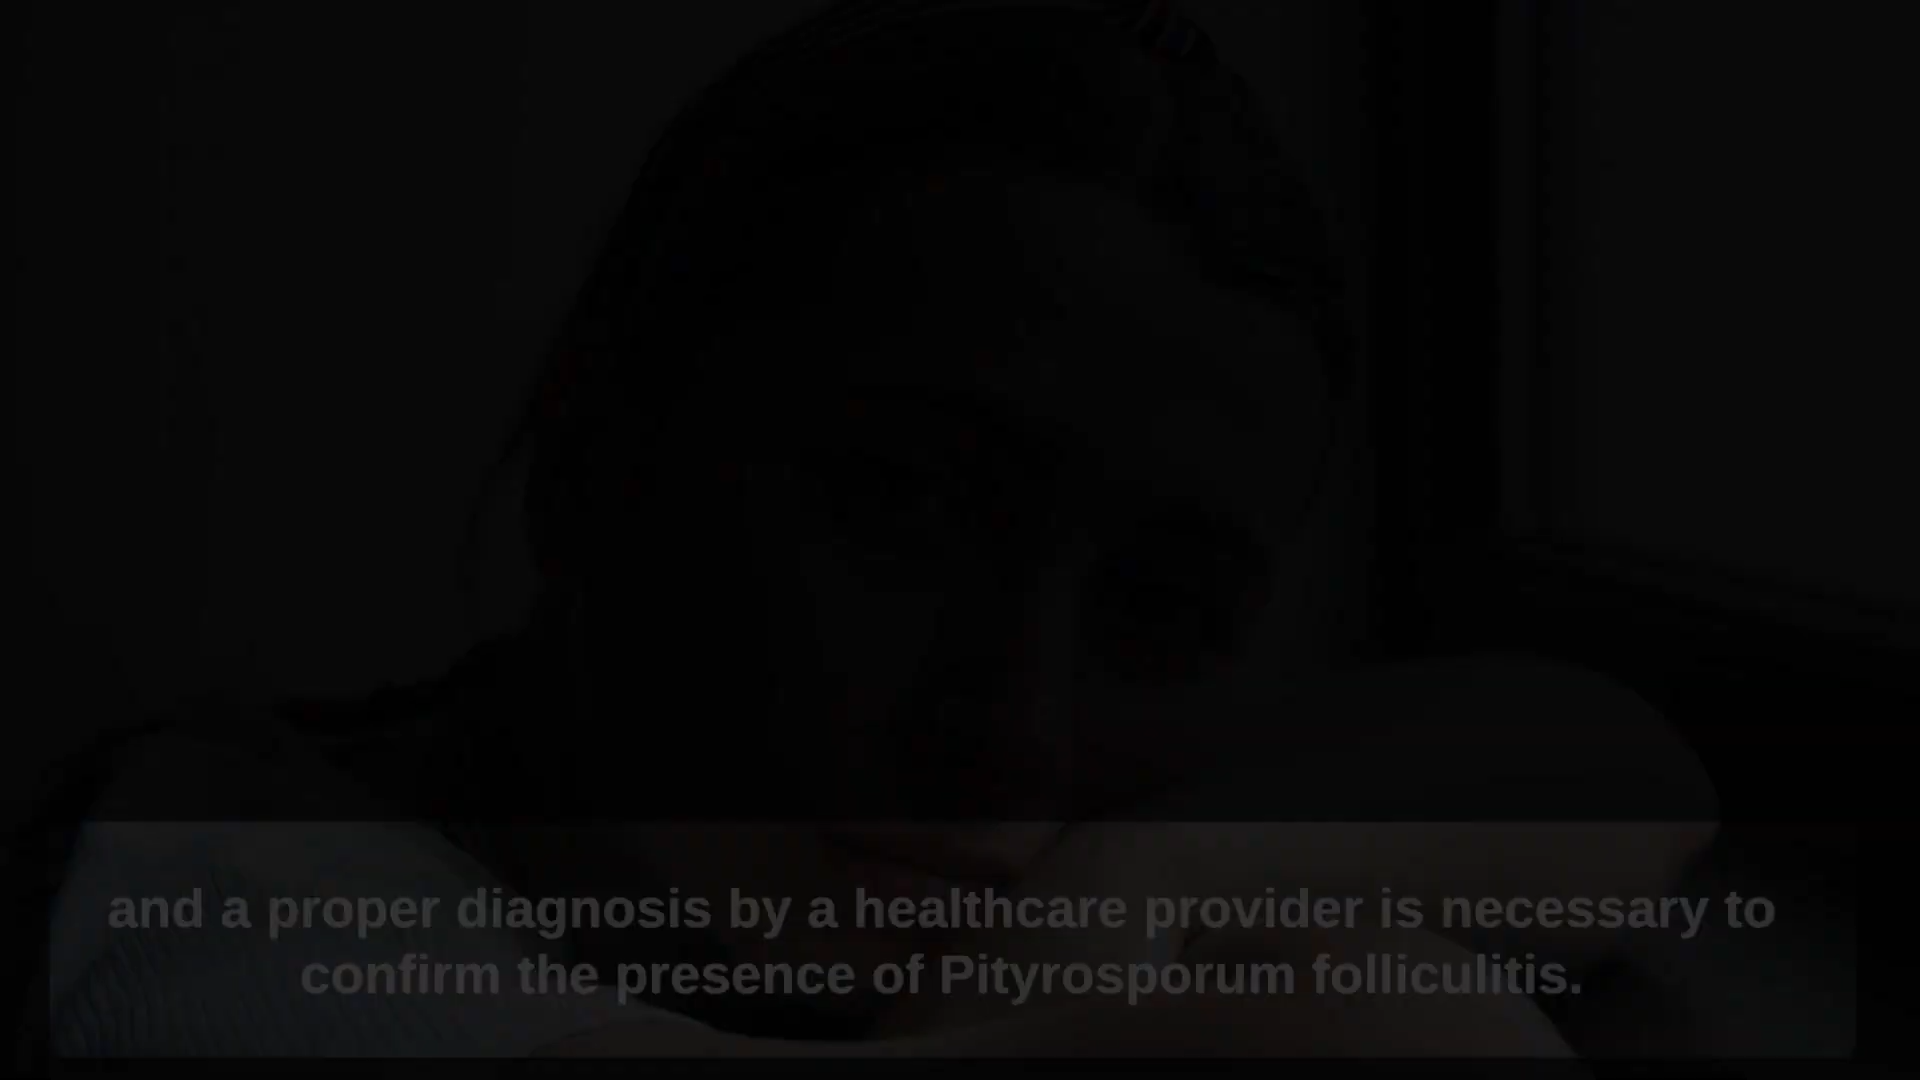 and a proper diagnosis by a healthcare provider is necessary to
confirm the presence of Pityrosporum folliculitis.